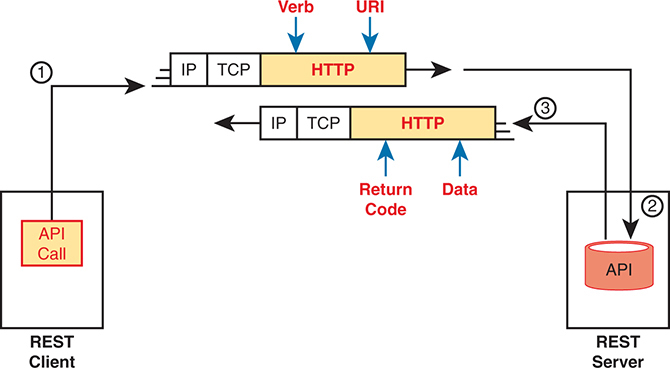 Verb
URI
1
IP
TCP
HTTP
3
IP
TCP
HTTP
Return
Code
Data
2
API
Call
API
REST
Client
REST
Server